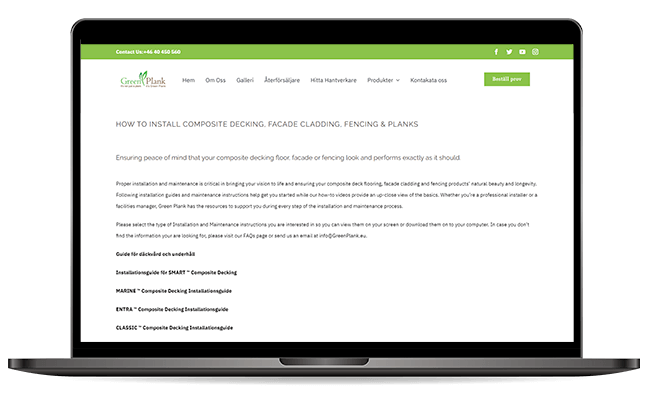 Contact Us:+46 40 450 560
Green Plank
Hem Om Oss Galleri Återförsäljare Hitta Hantverkare Produkter Kontakata oss
Beställ prov
HOW TO INSTALL COMPOSITE DECKING, FACADE CLADDING, FENCING & PLANKS
Ensuring peace of mind that your composite decking floor, facade or fencing look and performs exactly as it should.
Proper installation and maintenance is critical in bringing your vision to life and ensuring your composite deck flooring, facade cladding and fencing products' natural beauty and longevity.
Following installation guides and maintenance instructions help get you started while our how-to videos provide an up-close view of the basics. Whether you're a professional installer or a
facilities manager, Green Plank has the resources to support you during every step of the installation and maintenance process.
Please select the type of Installation and Maintenance instructions you are interested in so you can view them on your screen or download them on to your computer. In case you don't
find the information your are looking for, please visit our FAQs page or send us an email at info@GreenPlank.eu.
Guide för däckvård och underhåll
Installationsguide för SMART ™ Composite Decking
MARINE ™ Composite Decking Installationsguide
ENTRA ™ Composite Decking Installationsguide
CLASSIC ™ Composite Decking Installationsguide